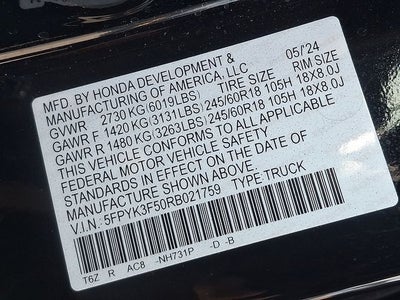 MFD. BY HONDA DEVELOPMENT & 05/'24
MANUFACTURING OF AMERICA, LLC
GVWR 2730 KG (6019LBS) TIRE SIZE RIM SIZE
GAWR F 1420 KG (3131LBS) 245/60R18 105H 18X8.0J
GAWR R 1480 KG (3263LBS) 245/60R18 105H 18X8.0J
THIS VEHICLE CONFORMS TO ALL APPLICABLE
FEDERAL MOTOR VEHICLE SAFETY
STANDARDS IN EFFECT ON THE DATE OF
MANUFACTURE SHOWN ABOVE.
V.I.N.: 5FPYK3F50RB021759 TYPE: TRUCK
T6Z R AC8 -NH731P -D -B